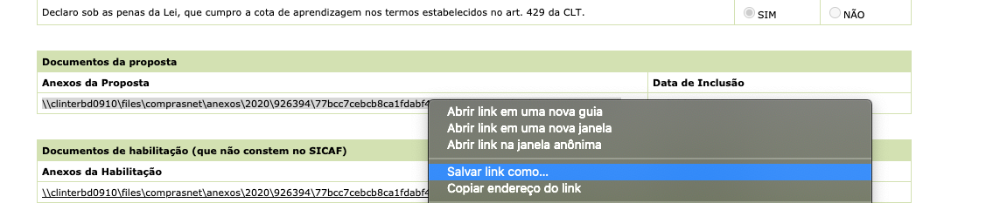 Declaro sob as penas da Lei, que cumpro a cota de aprendizagem nos termos estabelecidos no art. 429 da CLT.
SIM
NÃO
Documentos da proposta
Anexos da Proposta
Data de Inclusão
\\clinterbd0910\files\comprasnet\anexos\2020\926394\77bcc7cebcb8ca1fdabf4
Abrir link em uma nova guia
Abrir link em uma nova janela
Abrir link na janela anônima
Salvar link como...
Copiar endereço do link
Documentos de habilitação (que não constem no SICAF)
Anexos da Habilitação
\\clinterbd0910\files\comprasnet\anexos\2020\926394\77bcc7cebcb8ca1fdabf4